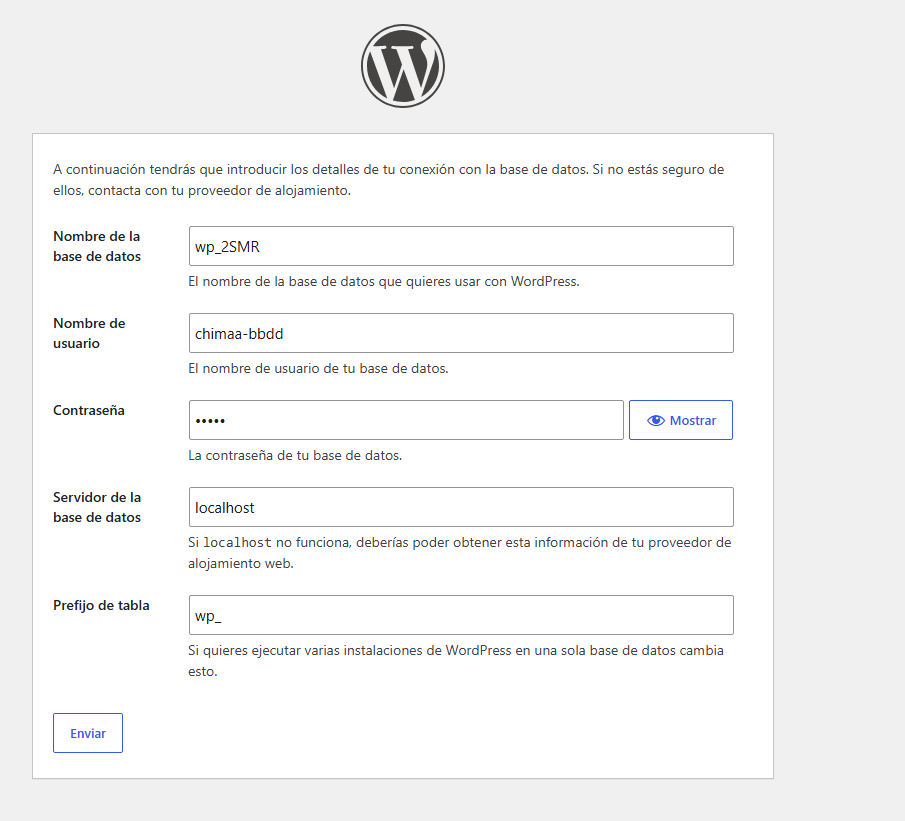 A continuación tendrás que introducir los detalles de tu conexión con la base de datos. Si no estás seguro de
ellos, contacta con tu proveedor de alojamiento.
Nombre de la
base de datos
wp_2SMR
El nombre de la base de datos que quieres usar con WordPress.
Nombre de
usuario
chimaa-bbdd
El nombre de usuario de tu base de datos.
Contraseña
•••••
Mostrar
La contraseña de tu base de datos.
Servidor de la
base de datos
localhost
Si localhost no funciona, deberías poder obtener esta información de tu proveedor de
alojamiento web.
Prefijo de tabla
wp_
Si quieres ejecutar varias instalaciones de WordPress en una sola base de datos cambia
esto.
Enviar